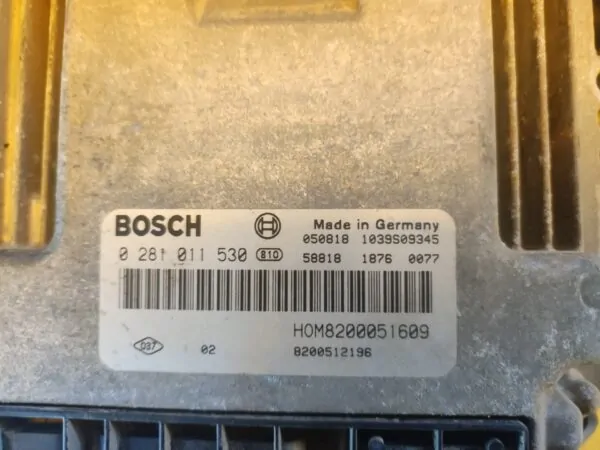 BOSCH Made in Germany
050818 1039S09345
0 281 011 530 810 58818 1876 0077
HOM8200051609
037 02 8200512196